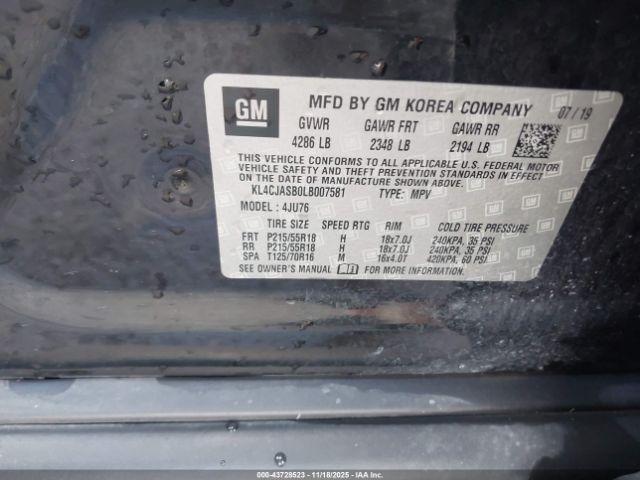 GM MFD BY GM KOREA COMPANY 07/19
GVWR GAWR FRT GAWR RR
4286 LB 2348 LB 2194 LB
THIS VEHICLE CONFORMS TO ALL APPLICABLE U.S. FEDERAL MOTOR
VEHICLE SAFETY AND THEFT PREVENTION STANDARDS IN EFFECT ON
THE DATE OF MANUFACTURE SHOWN ABOVE.
KL4CJASB0LB007581 TYPE: MPV
MODEL: 4JU76
TIRE SIZE SPEED RTG RIM COLD TIRE PRESSURE
FRT P215/55R18 H 18x7.0J 240KPA, 35 PSI
RR P215/55R18 H 18x7.0J 240KPA, 35 PSI
SPA T125/70R16 M 16x4.0T 420KPA, 60 PSI
SEE OWNER'S MANUAL FOR MORE INFORMATION.
000-43728523 - 11/18/2025 - IAAI.com